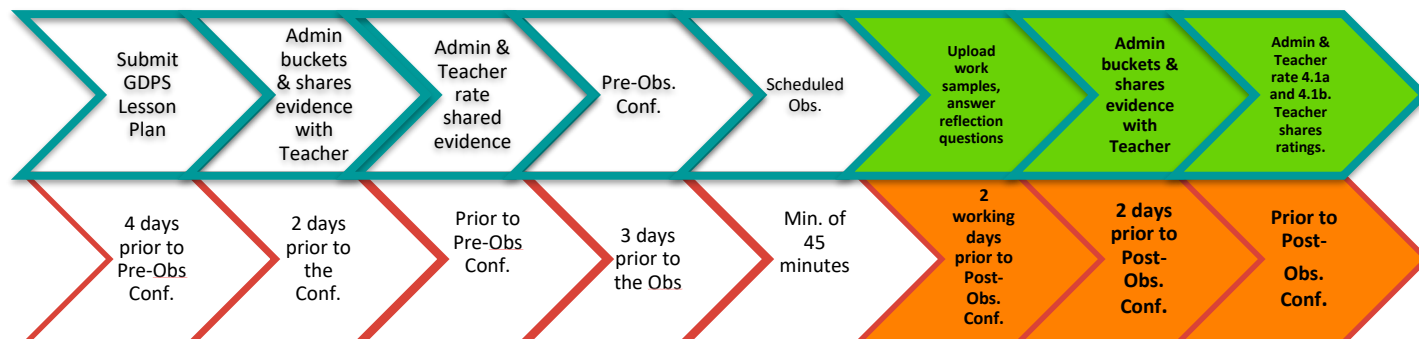 Submit
GDPS
Lesson
Plan
Admin
buckets
& shares
evidence
with
Teacher
Admin &
Teacher
rate
shared
evidence
Pre-Obs.
Conf.
Scheduled
Obs.
Upload
work
samples,
answer
reflection
questions
Admin
buckets &
shares
evidence
with
Teacher
Admin &
Teacher
rate 4.1a
and 4.1b.
Teacher
shares
ratings.
4 days
prior to
Pre-Obs
Conf.
2 days
prior to
the
Conf.
Prior to
Pre-Obs
Conf.
3 days
prior to
the Obs
Min. of
45
minutes
2
working
days
prior to
Post-
Obs.
Conf.
2 days
prior to
Post-
Obs.
Conf.
Prior to
Post-
Obs.
Conf.